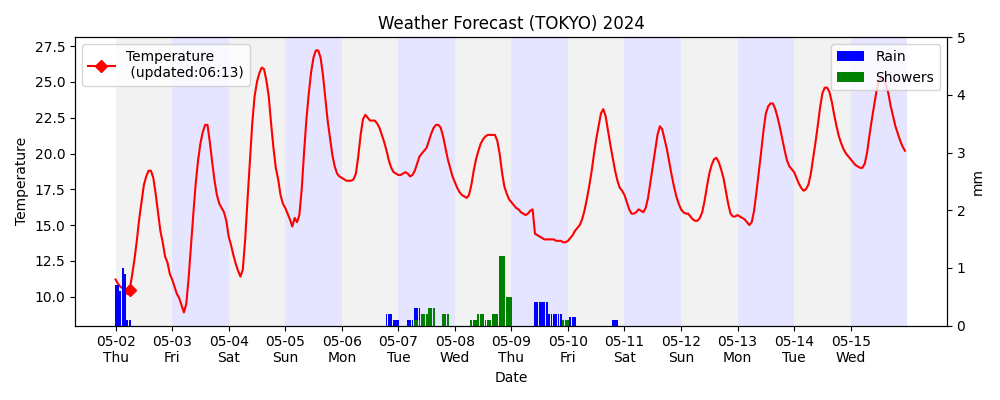 Weather Forecast (TOKYO) 2024
Temperature
(updated:06:13)
Rain
Showers
27.5
25.0
22.5
20.0
17.5
15.0
12.5
10.0
Temperature
5
4
3
2
1
0
mm
05-02 05-03 05-04 05-05 05-06 05-07 05-08 05-09 05-10 05-11 05-12 05-13 05-14 05-15
Thu Fri Sat Sun Mon Tue Wed Thu Fri Sat Sun Mon Tue Wed
Date